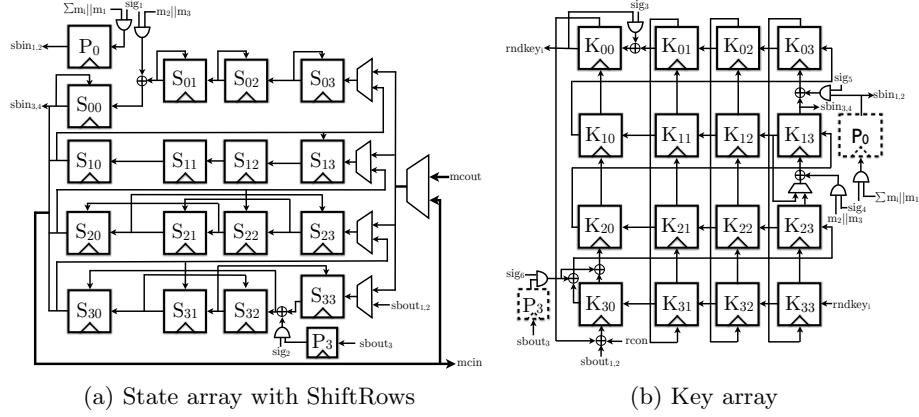 ∑mᵢ||m₁ sig₁ m₂||m₃
sbin₁,₂ P₀
S₀₁ S₀₂ S₀₃
sbin₃,₄ S₀₀
S₁₀ S₁₁ S₁₂ S₁₃
mcout
S₂₀ S₂₁ S₂₂ S₂₃
S₃₀ S₃₁ S₃₂ S₃₃ sbout₁,₂
sig₂ P₃ sbout₃
mcin
(a) State array with ShiftRows
sig₃
rndkeyᵢ K₀₀ K₀₁ K₀₂ K₀₃
sig₅
sbin₁,₂
sbin₃,₄
K₁₀ K₁₁ K₁₂ K₁₃ P₀
sig₄ ∑mᵢ||m₁
m₂||m₃
K₂₀ K₂₁ K₂₂ K₂₃
sig₆
P₃ K₃₀ K₃₁ K₃₂ K₃₃ rndkeyᵢ
sbout₃ rcon
sbout₁,₂
(b) Key array